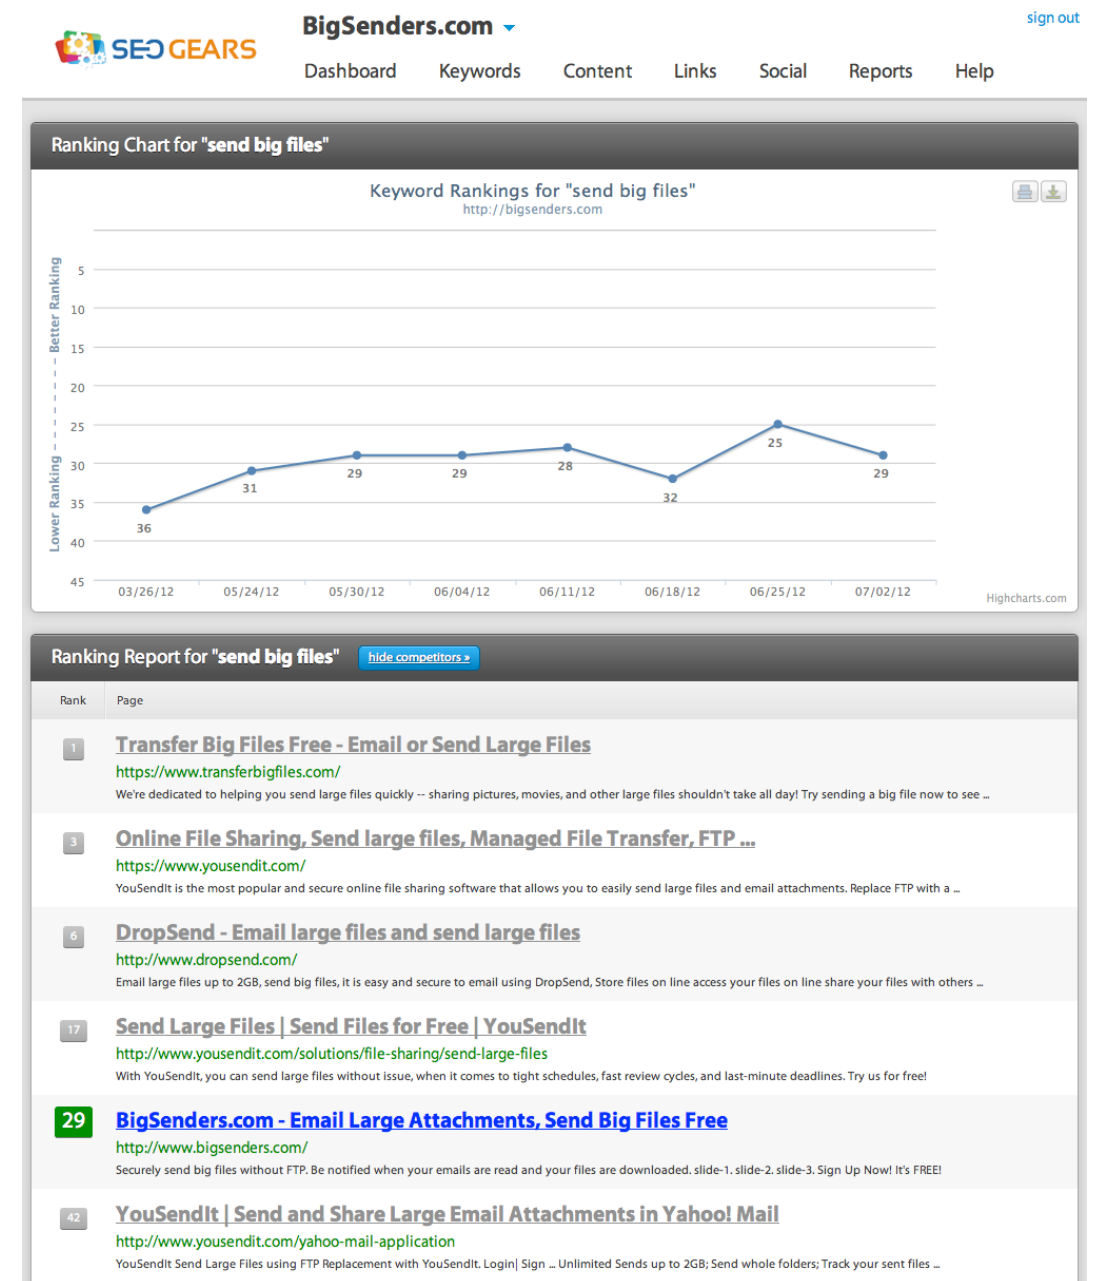 SEO GEARS
BigSenders.com
sign out
Dashboard Keywords Content Links Social Reports Help
Ranking Chart for "send big files"
Keyword Rankings for "send big files"
http://bigsenders.com
Lower Ranking - - - - - - - - Better Ranking
5
10
15
20
25
30
35
40
45
36
31
29
29
28
32
25
29
03/26/12 05/24/12 05/30/12 06/04/12 06/11/12 06/18/12 06/25/12 07/02/12
Highcharts.com
Ranking Report for "send big files" hide competitors »
Rank Page
1 Transfer Big Files Free - Email or Send Large Files
https://www.transferbigfiles.com/
We're dedicated to helping you send large files quickly -- sharing pictures, movies, and other large files shouldn't take all day! Try sending a big file now to see ...
3 Online File Sharing, Send large files, Managed File Transfer, FTP ...
https://www.yousendit.com/
YouSendIt is the most popular and secure online file sharing software that allows you to easily send large files and email attachments. Replace FTP with a ...
6 DropSend - Email large files and send large files
http://www.dropsend.com/
Email large files up to 2GB, send big files, it is easy and secure to email using DropSend, Store files on line access your files on line share your files with others ...
17 Send Large Files | Send Files for Free | YouSendIt
http://www.yousendit.com/solutions/file-sharing/send-large-files
With YouSendIt, you can send large files without issue, when it comes to tight schedules, fast review cycles, and last-minute deadlines. Try us for free!
29 BigSenders.com - Email Large Attachments, Send Big Files Free
http://www.bigsenders.com/
Securely send big files without FTP. Be notified when your emails are read and your files are downloaded. slide-1. slide-2. slide-3. Sign Up Now! It's FREE!
42 YouSendIt | Send and Share Large Email Attachments in Yahoo! Mail
http://www.yousendit.com/yahoo-mail-application
YouSendIt Send Large Files using FTP Replacement with YouSendIt. Login| Sign ... Unlimited Sends up to 2GB; Send whole folders; Track your sent files ...